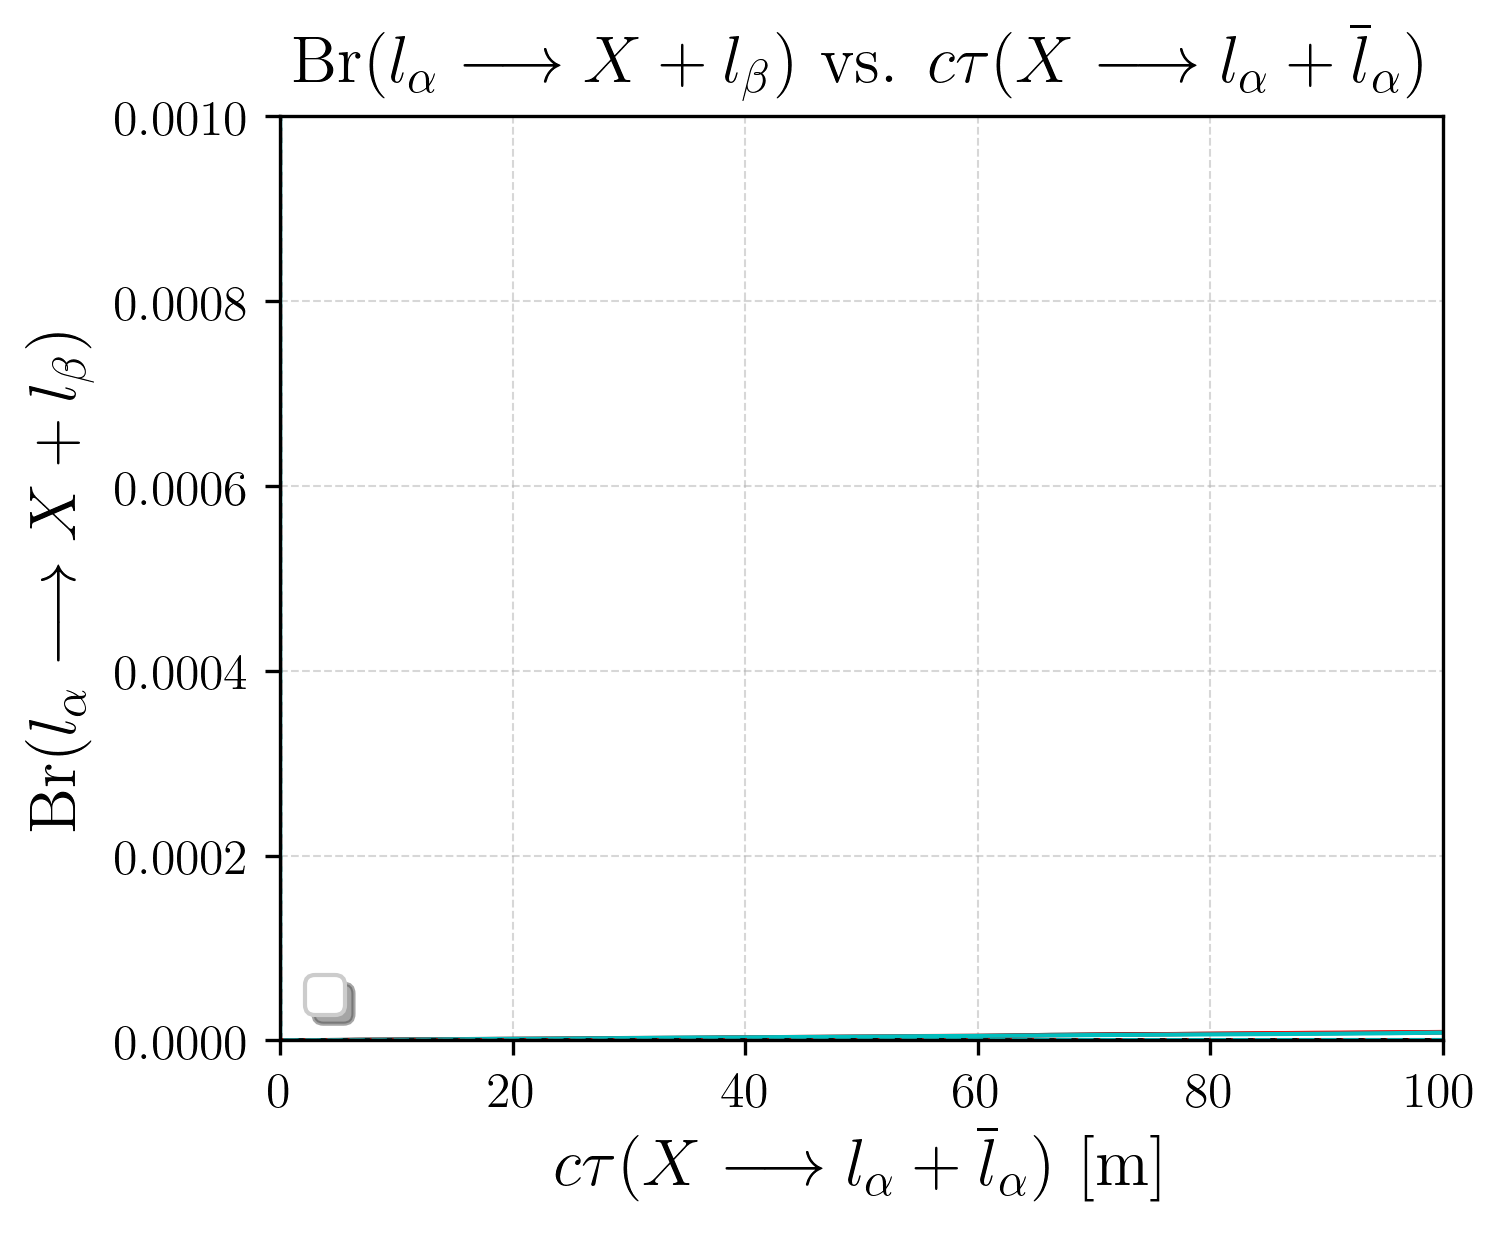 Br(l_α ⟶ X + l_β) vs. cτ(X ⟶ l_α + l̅_α)
0.0010
0.0008
0.0006
0.0004
0.0002
0.0000
Br(l_α ⟶ X + l_β)
0 20 40 60 80 100
cτ(X ⟶ l_α + l̅_α) [m]